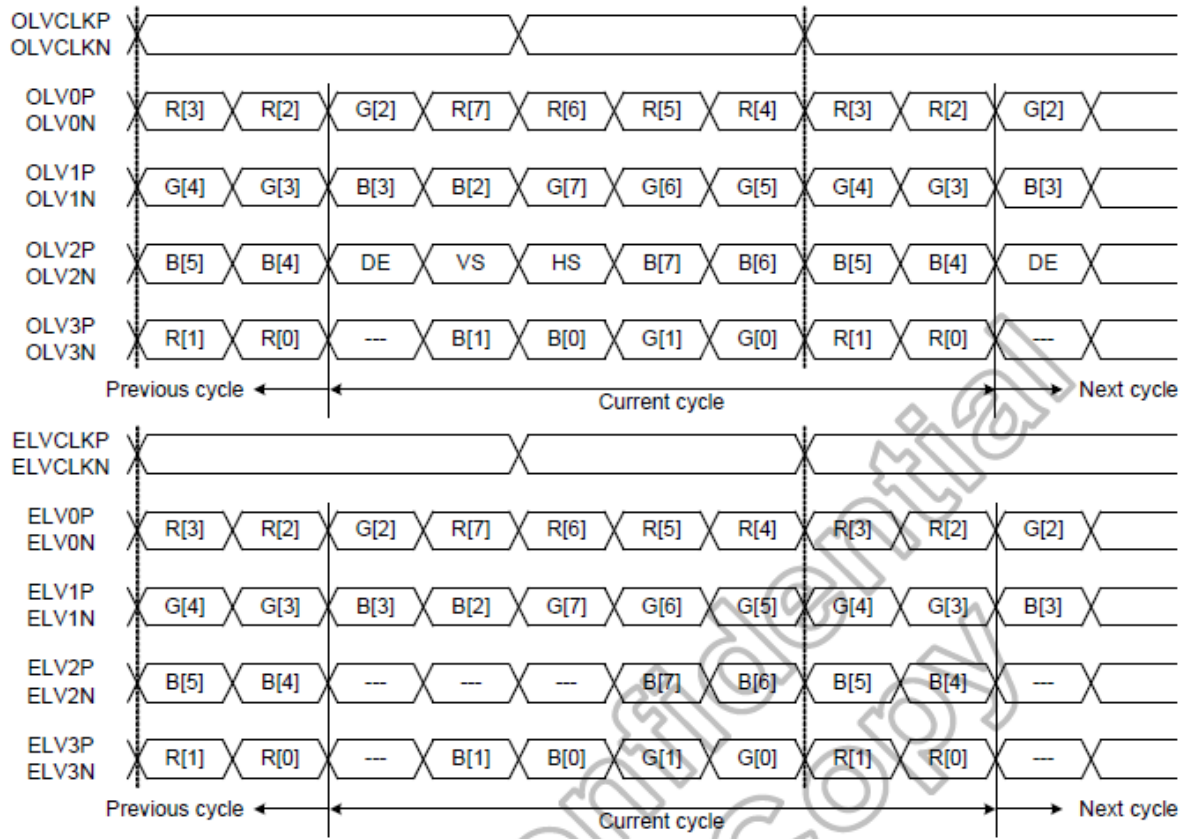 OLVCLKP
OLVCLKN
OLV0P
OLV0N
R[3] R[2] G[2] R[7] R[6] R[5] R[4] R[3] R[2] G[2]
OLV1P
OLV1N
G[4] G[3] B[3] B[2] G[7] G[6] G[5] G[4] G[3] B[3]
OLV2P
OLV2N
B[5] B[4] DE VS HS B[7] B[6] B[5] B[4] DE
OLV3P
OLV3N
R[1] R[0] --- B[1] B[0] G[1] G[0] R[1] R[0] ---
Previous cycle Current cycle Next cycle
ELVCLKP
ELVCLKN
ELV0P
ELV0N
R[3] R[2] G[2] R[7] R[6] R[5] R[4] R[3] R[2] G[2]
ELV1P
ELV1N
G[4] G[3] B[3] B[2] G[7] G[6] G[5] G[4] G[3] B[3]
ELV2P
ELV2N
B[5] B[4] --- --- --- B[7] B[6] B[5] B[4] ---
ELV3P
ELV3N
R[1] R[0] --- B[1] B[0] G[1] G[0] R[1] R[0] ---
Previous cycle Current cycle Next cycle
nfidential
Copy